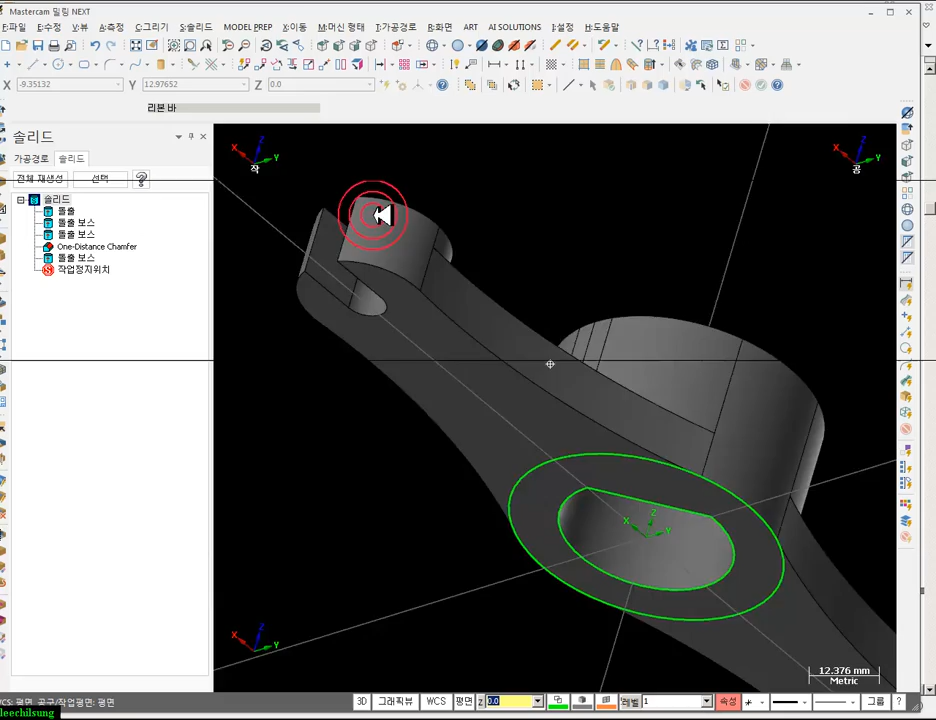 Mastercam 밀링 NEXT
F:파일 E:수정 V:뷰 A:측정 C:그리기 S:솔리드 MODEL PREP X:이동 M:머신 형태 T:가공경로 R:화면 ART AI SOLUTIONS I:설정 H:도움말
X -9.35132 Y 12.97652 Z 0.0
리본 바
솔리드
가공경로 솔리드
전체 재생성 선택
솔리드
돌출
돌출 보스
돌출 보스
One-Distance Chamfer
돌출 보스
작업정지위치
X Z Y
작
X Z Y
공
X Z Y
X Z Y
12.376 mm
Metric
3D 그래픽뷰 WCS 평면 Z 0.0 레벨 1 속성 그룹 ?
WCS: 평면 공구/작업평면: 평면
leechilsung